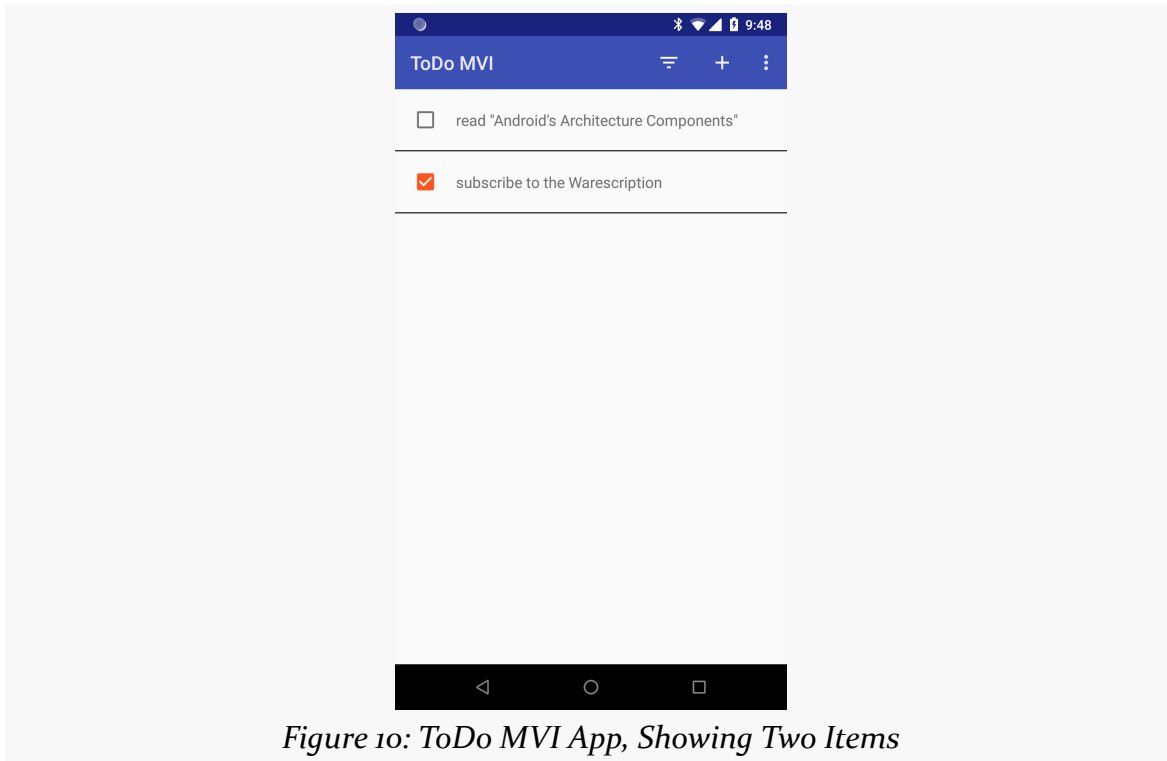 9:48
ToDo MVI
read "Android's Architecture Components"
subscribe to the Warescription
Figure 10: ToDo MVI App, Showing Two Items